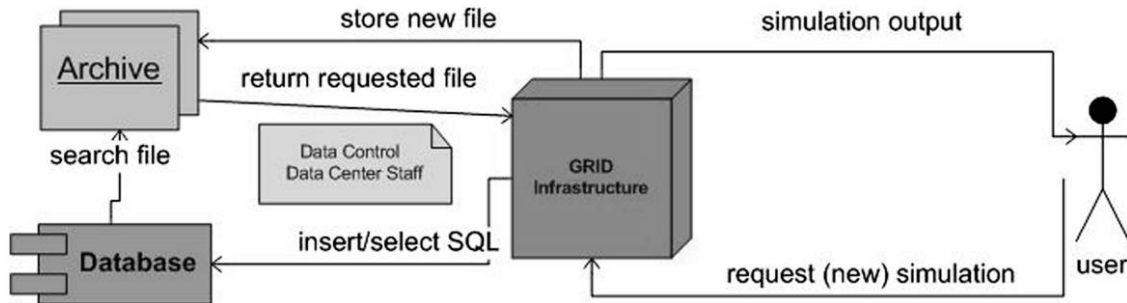 store new file
simulation output
Archive
return requested file
search file
Data Control
Data Center Staff
GRID
Infrastructure
Database
insert/select SQL
request (new) simulation
user